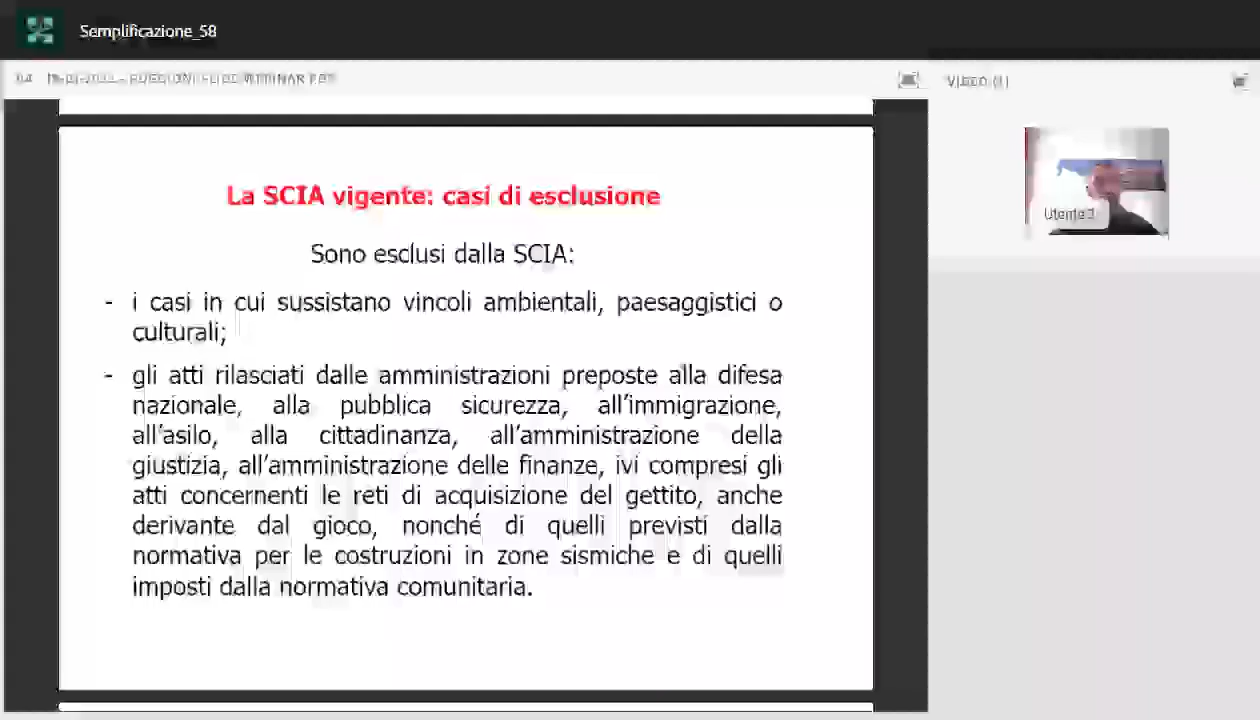 Semplificazione_58
WEBINAR PPT
VIDEO (1)
Utente 3
La SCIA vigente: casi di esclusione
Sono esclusi dalla SCIA:
- i casi in cui sussistano vincoli ambientali, paesaggistici o
culturali;
- gli atti rilasciati dalle amministrazioni preposte alla difesa
nazionale, alla pubblica sicurezza, all'immigrazione,
all'asilo, alla cittadinanza, all'amministrazione della
giustizia, all'amministrazione delle finanze, ivi compresi gli
atti concernenti le reti di acquisizione del gettito, anche
derivante dal gioco, nonché di quelli previsti dalla
normativa per le costruzioni in zone sismiche e di quelli
imposti dalla normativa comunitaria.